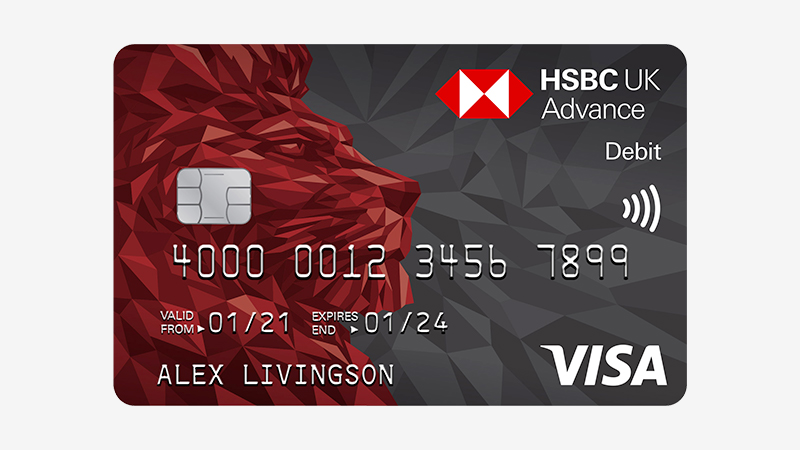 HSBC UK
Advance
Debit
4000 0012 3456 7899
VALID
FROM ▸ 01/21
EXPIRES
END ▸ 01/24
ALEX LIVINGSON
VISA